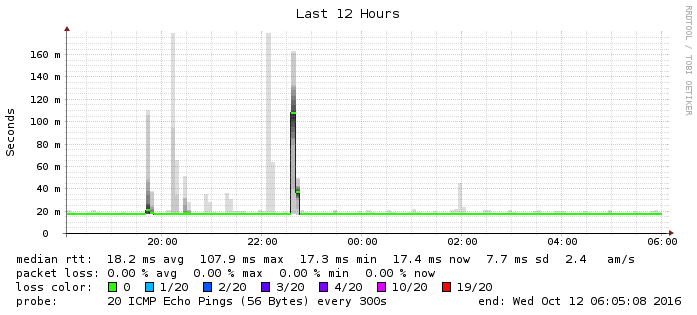 Last 12 Hours
RRDTOOL / TOBI OETIKER
Seconds
160 m
140 m
120 m
100 m
80 m
60 m
40 m
20 m
0
20:00 22:00 00:00 02:00 04:00 06:00
median rtt: 18.2 ms avg 107.9 ms max 17.3 ms min 17.4 ms now 7.7 ms sd 2.4 am/s
packet loss: 0.00 % avg 0.00 % max 0.00 % min 0.00 % now
loss color: 0 1/20 2/20 3/20 4/20 10/20 19/20
probe: 20 ICMP Echo Pings (56 Bytes) every 300s end: Wed Oct 12 06:05:08 2016